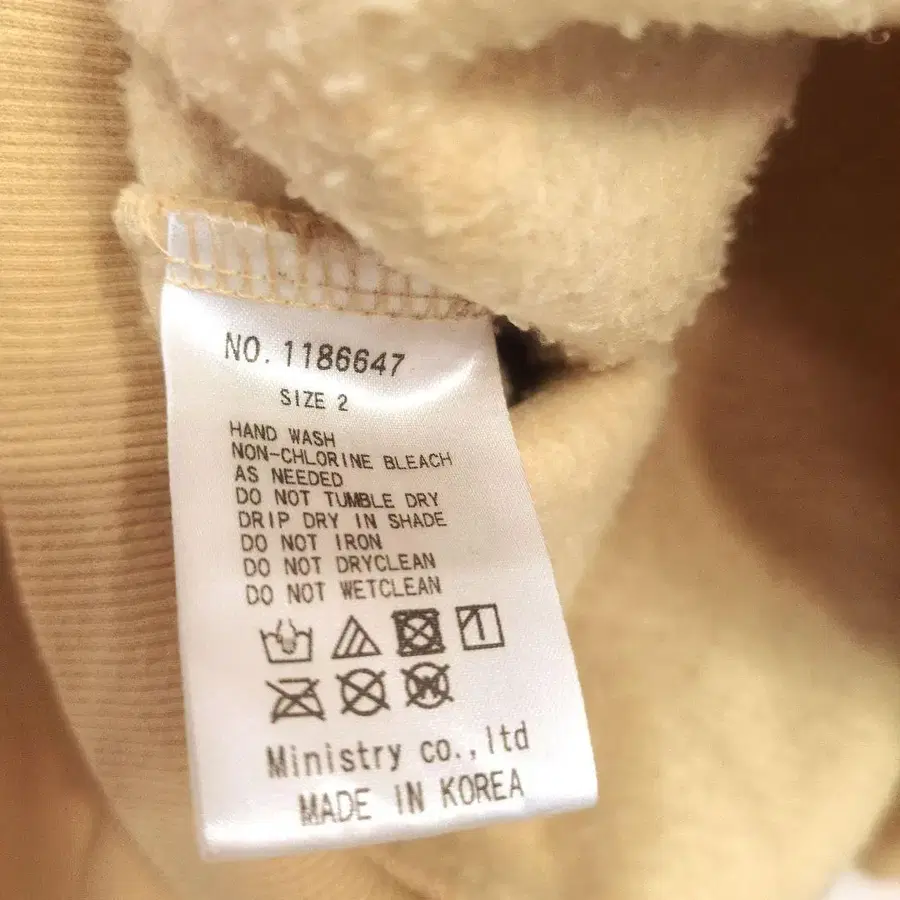 NO. 1186647
SIZE 2
HAND WASH
NON-CHLORINE BLEACH
AS NEEDED
DO NOT TUMBLE DRY
DRIP DRY IN SHADE
DO NOT IRON
DO NOT DRYCLEAN
DO NOT WETCLEAN
W
Ministry co.,ltd
MADE IN KOREA